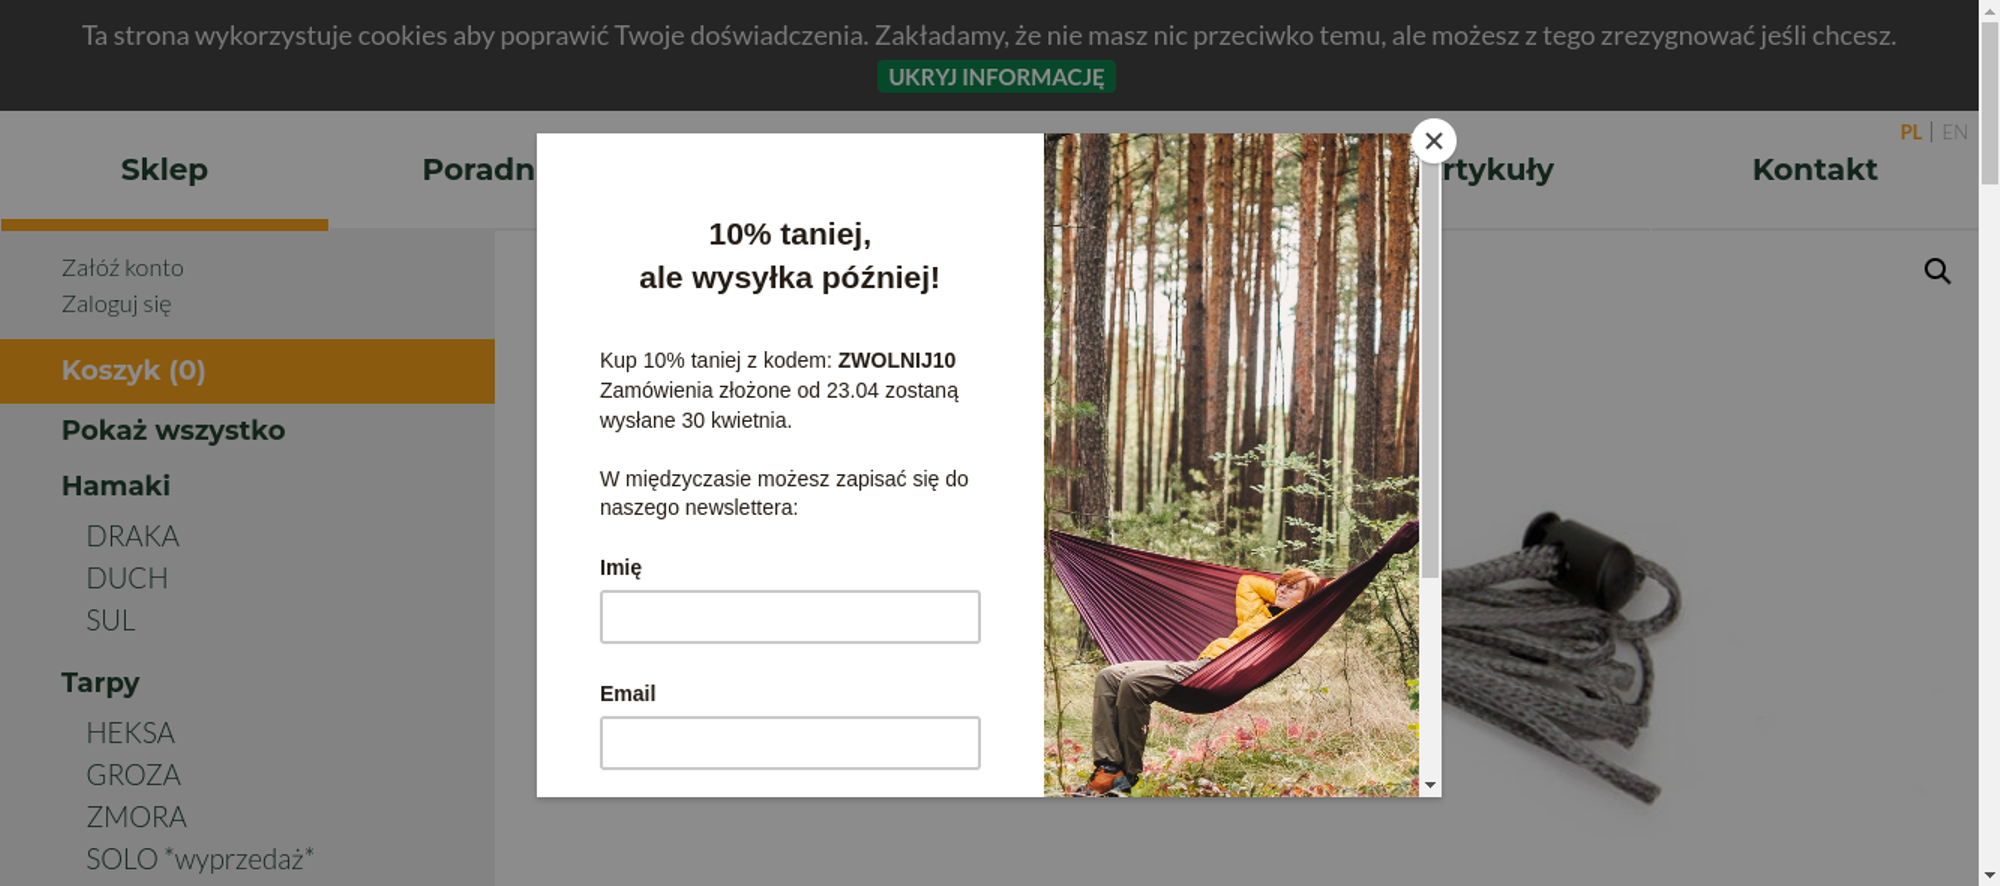 Ta strona wykorzystuje cookies aby poprawić Twoje doświadczenia. Zakładamy, że nie masz nic przeciwko temu, ale możesz z tego zrezygnować jeśli chcesz.
UKRYJ INFORMACJĘ
PL | EN
Sklep
Poradn
rtykuły
Kontakt
Załóź konto
Zaloguj się
Koszyk (0)
Pokaż wszystko
Hamaki
DRAKA
DUCH
SUL
Tarpy
HEKSA
GROZA
ZMORA
SOLO *wyprzedaż*
10% taniej,
ale wysyłka później!
Kup 10% taniej z kodem: ZWOLNIJ10
Zamówienia złożone od 23.04 zostaną
wysłane 30 kwietnia.
W międzyczasie możesz zapisać się do
naszego newslettera:
Imię
Email